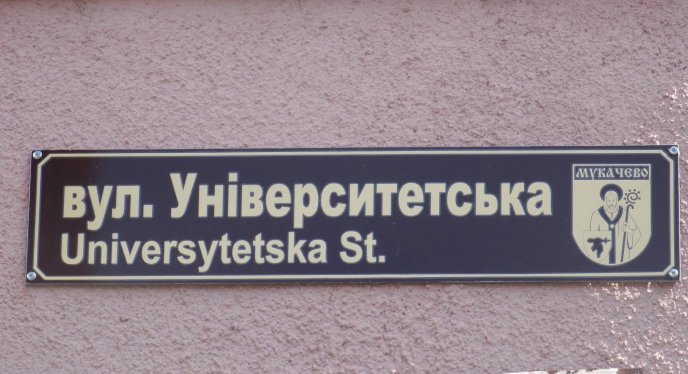 вул. Університетська
Universytetska St.
МУКАЧЕВО